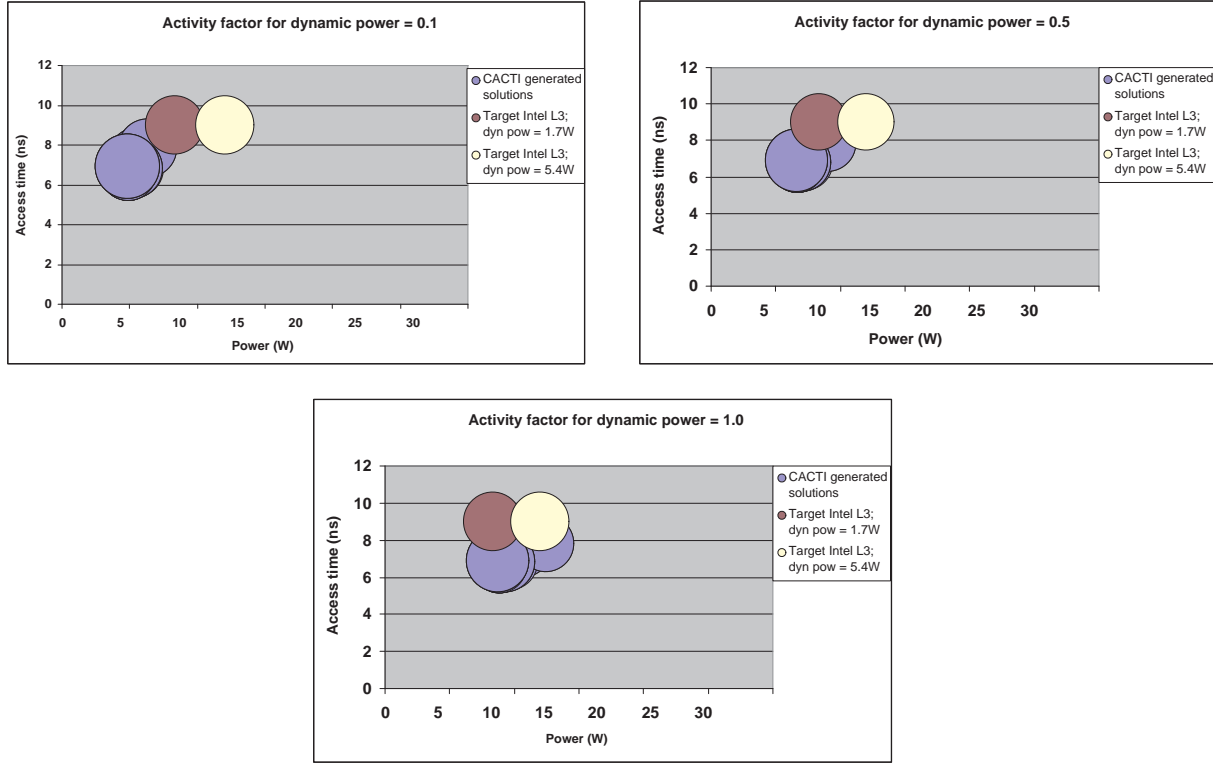 Activity factor for dynamic power = 0.1
12
10
8
6
4
2
0
Access time (ns)
0 5 10 15 20 25 30
Power (W)
CACTI generated
solutions
Target Intel L3;
dyn pow = 1.7W
Target Intel L3;
dyn pow = 5.4W
Activity factor for dynamic power = 0.5
12
10
8
6
4
2
0
Access time (ns)
0 5 10 15 20 25 30
Power (W)
CACTI generated
solutions
Target Intel L3;
dyn pow = 1.7W
Target Intel L3;
dyn pow = 5.4W
Activity factor for dynamic power = 1.0
12
10
8
6
4
2
0
Access time (ns)
0 5 10 15 20 25 30
Power (W)
CACTI generated
solutions
Target Intel L3;
dyn pow = 1.7W
Target Intel L3;
dyn pow = 5.4W